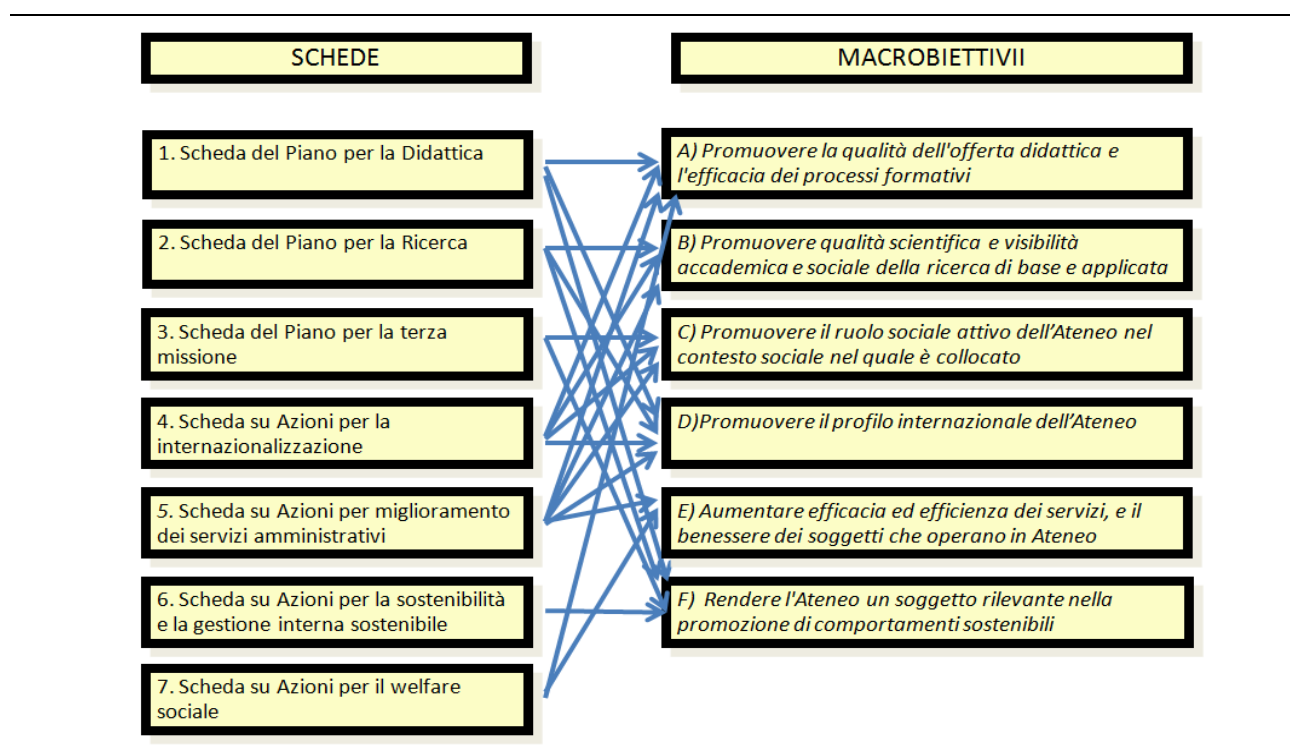 SCHEDE
MACROBIETTIVII
1. Scheda del Piano per la Didattica
A) Promuovere la qualità dell'offerta didattica e
l'efficacia dei processi formativi
2. Scheda del Piano per la Ricerca
B) Promuovere qualità scientifica e visibilità
accademica e sociale della ricerca di base e applicata
3. Scheda del Piano per la terza
missione
C) Promuovere il ruolo sociale attivo dell’Ateneo nel
contesto sociale nel quale è collocato
4. Scheda su Azioni per la
internazionalizzazione
D)Promuovere il profilo internazionale dell’Ateneo
5. Scheda su Azioni per miglioramento
dei servizi amministrativi
E) Aumentare efficacia ed efficienza dei servizi, e il
benessere dei soggetti che operano in Ateneo
6. Scheda su Azioni per la sostenibilità
e la gestione interna sostenibile
F) Rendere l'Ateneo un soggetto rilevante nella
promozione di comportamenti sostenibili
7. Scheda su Azioni per il welfare
sociale